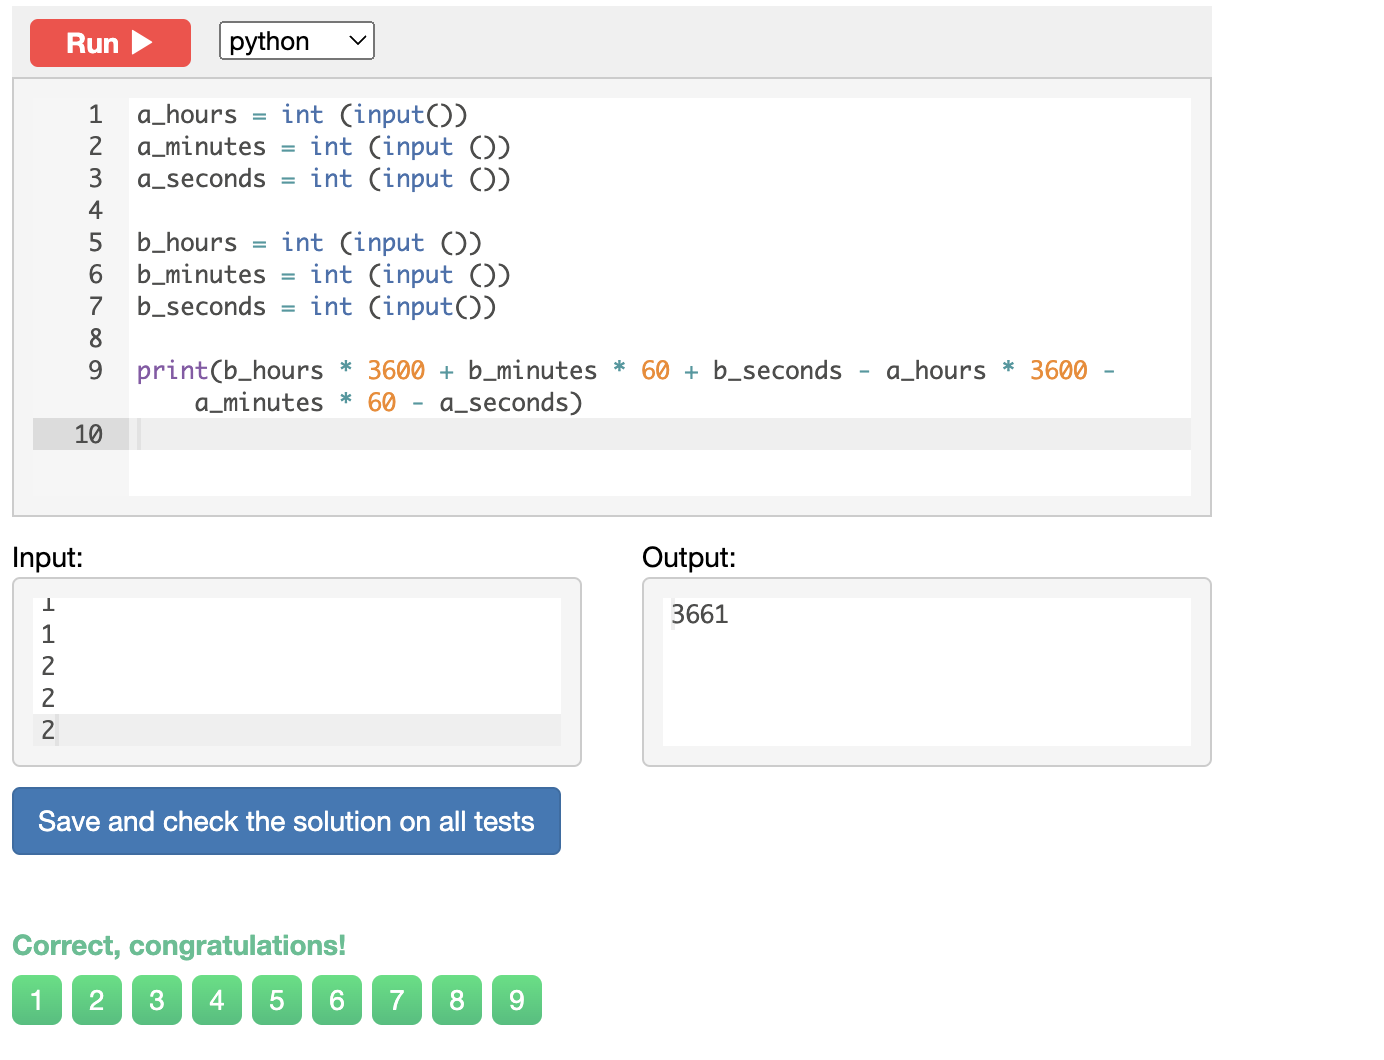 Run
python
1 a_hours = int (input())
2 a_minutes = int (input ())
3 a_seconds = int (input ())
4
5 b_hours = int (input ())
6 b_minutes = int (input ())
7 b_seconds = int (input())
8
9 print(b_hours * 3600 + b_minutes * 60 + b_seconds - a_hours * 3600 -
a_minutes * 60 - a_seconds)
10
Input:
1
1
2
2
2
Output:
3661
Save and check the solution on all tests
Correct, congratulations!
1 2 3 4 5 6 7 8 9